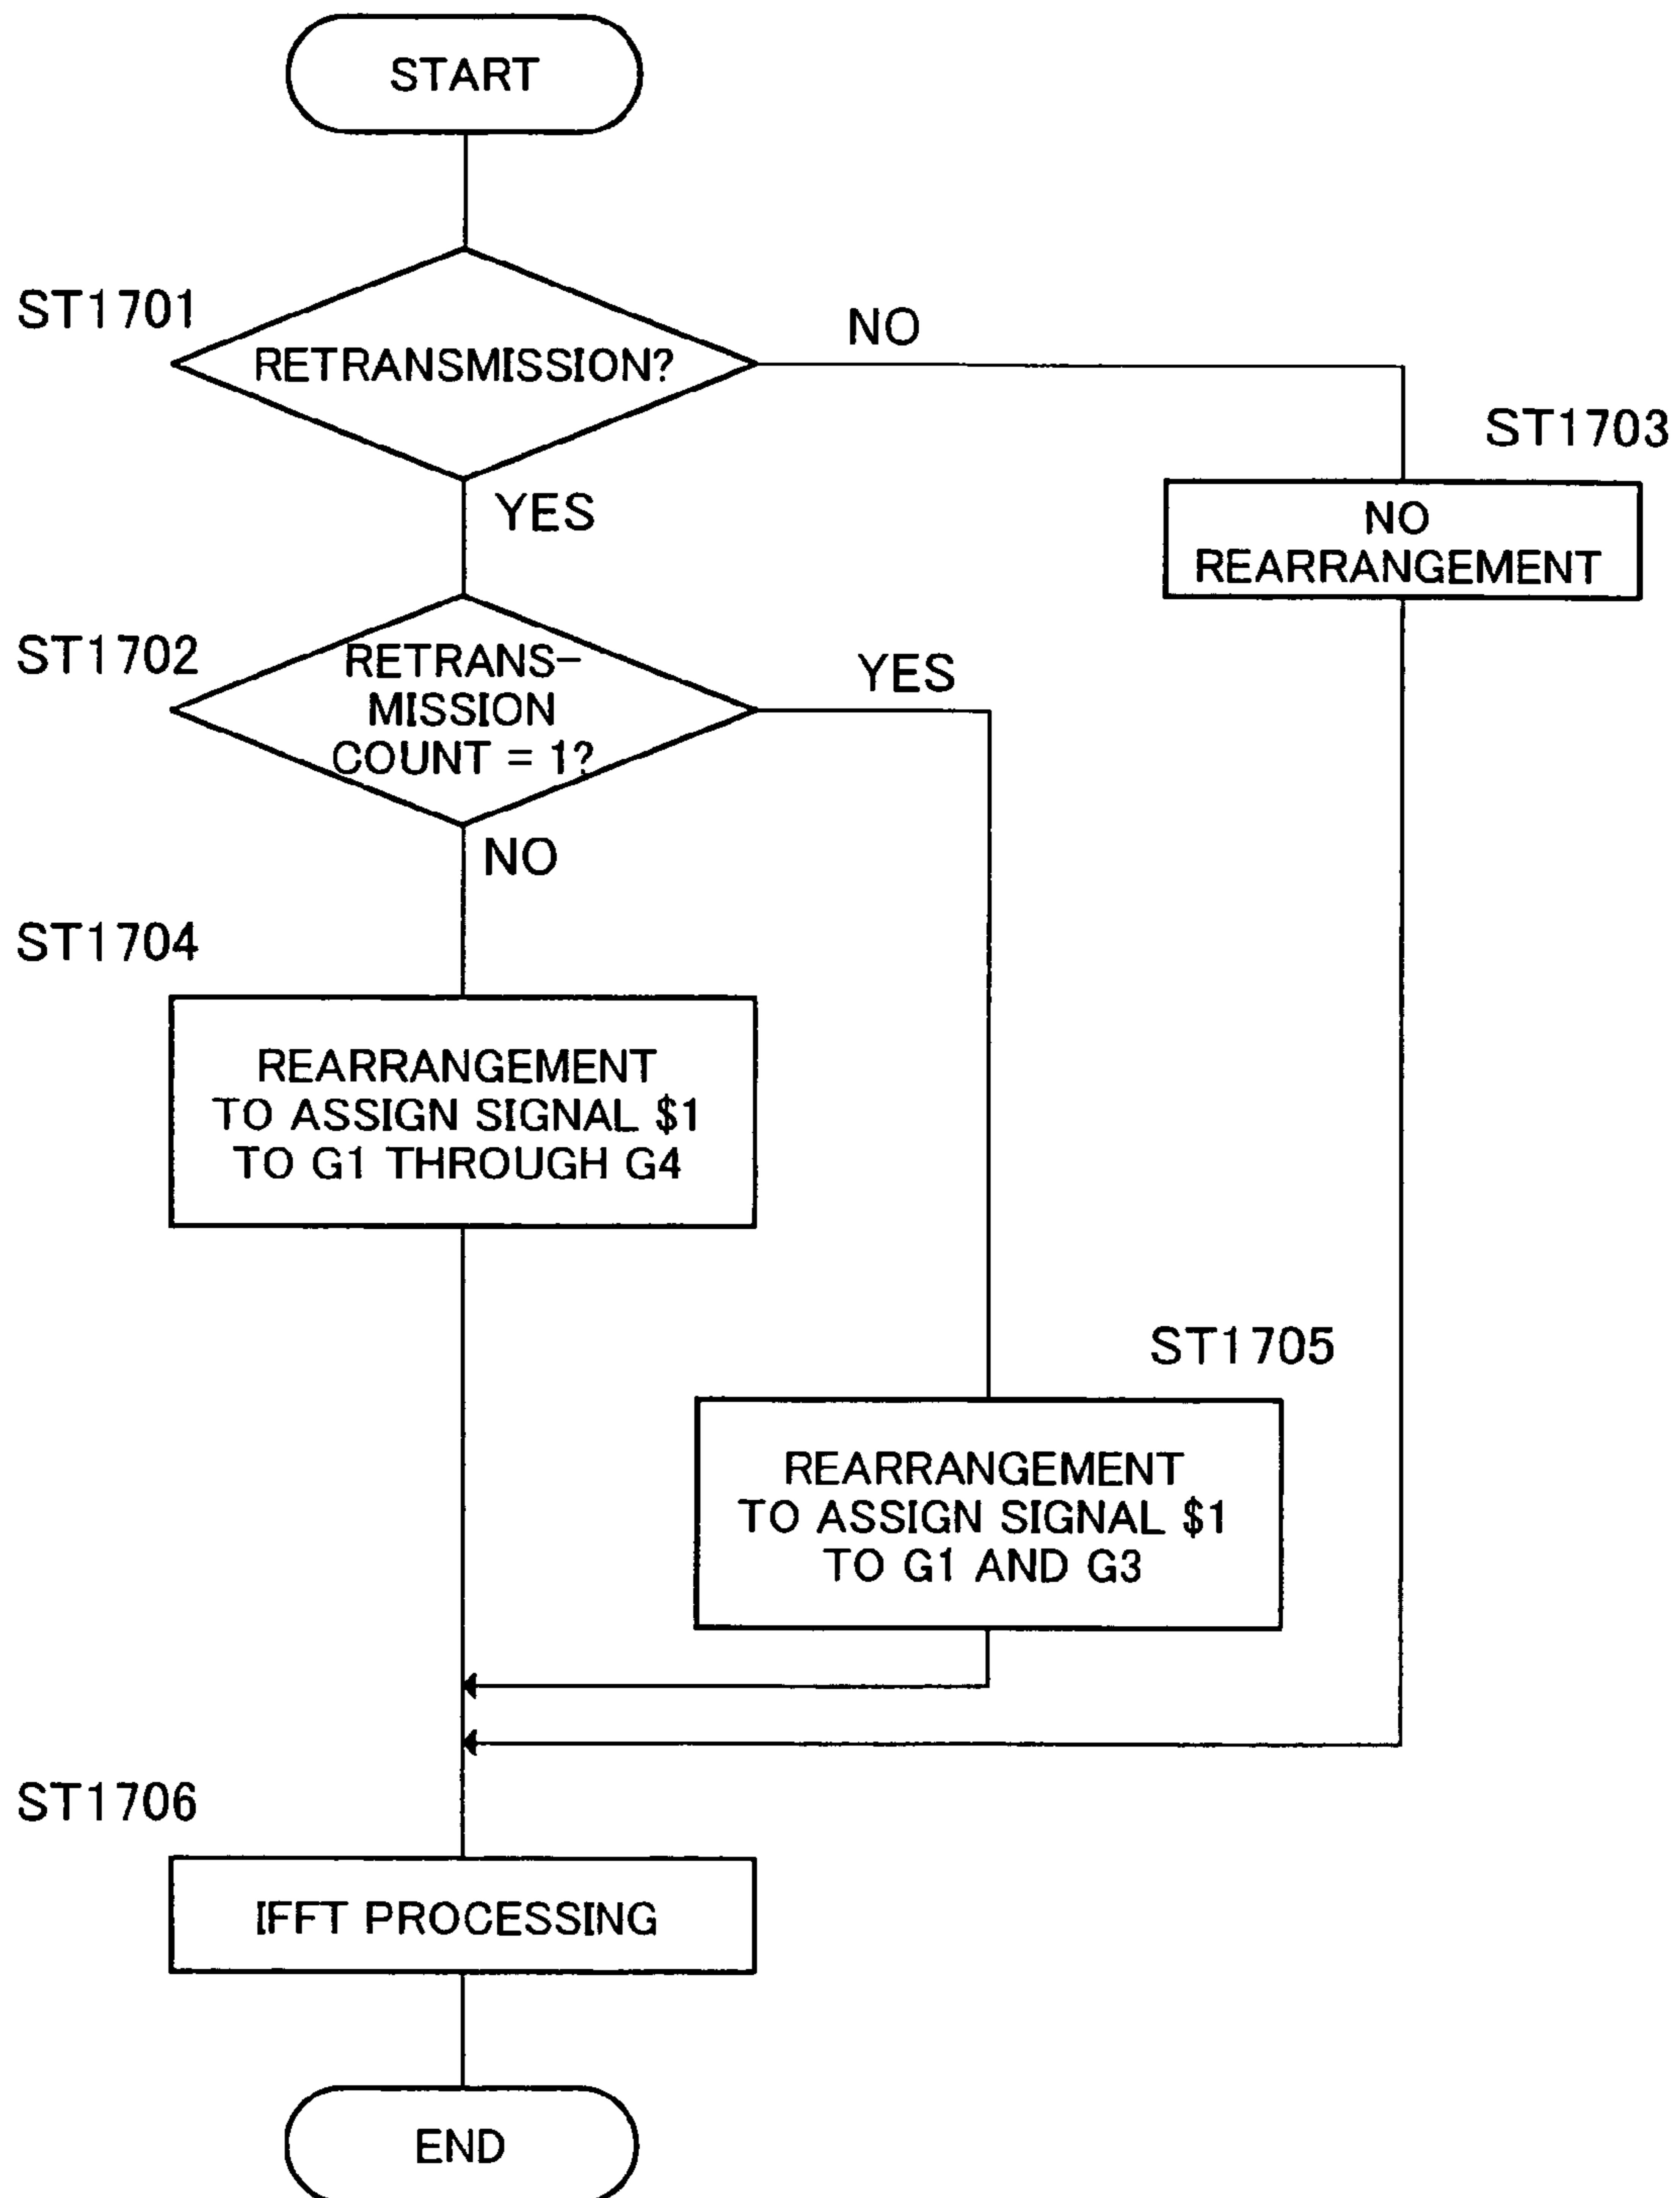 START
ST1701
RETRANSMISSION?
NO
YES
ST1703
NO
REARRANGEMENT
ST1702
RETRANS-
MISSION
COUNT = 1?
YES
NO
ST1704
REARRANGEMENT
TO ASSIGN SIGNAL $1
TO G1 THROUGH G4
ST1705
REARRANGEMENT
TO ASSIGN SIGNAL $1
TO G1 AND G3
ST1706
IFFT PROCESSING
END